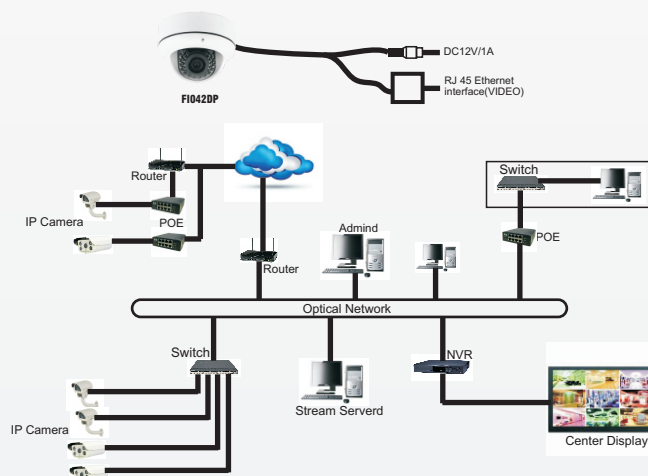 DC12V/1A
RJ 45 Ethernet
interface(VIDEO)
FI042DP
Router
Switch
IP Camera
POE
Admind
POE
Router
Optical Network
Switch
NVR
Stream Serverd
IP Camera
Center Display